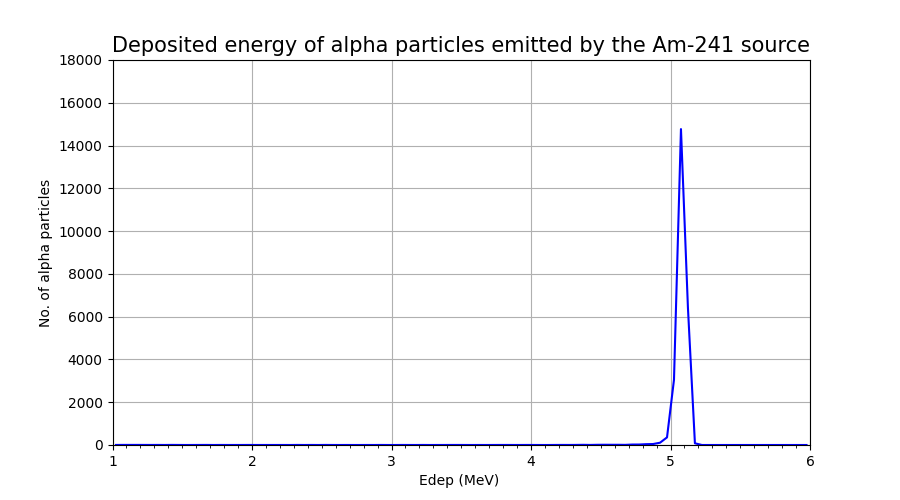 Deposited energy of alpha particles emitted by the Am-241 source
18000
16000
14000
12000
10000
8000
6000
4000
2000
0
No. of alpha particles
1 2 3 4 5 6
Edep (MeV)